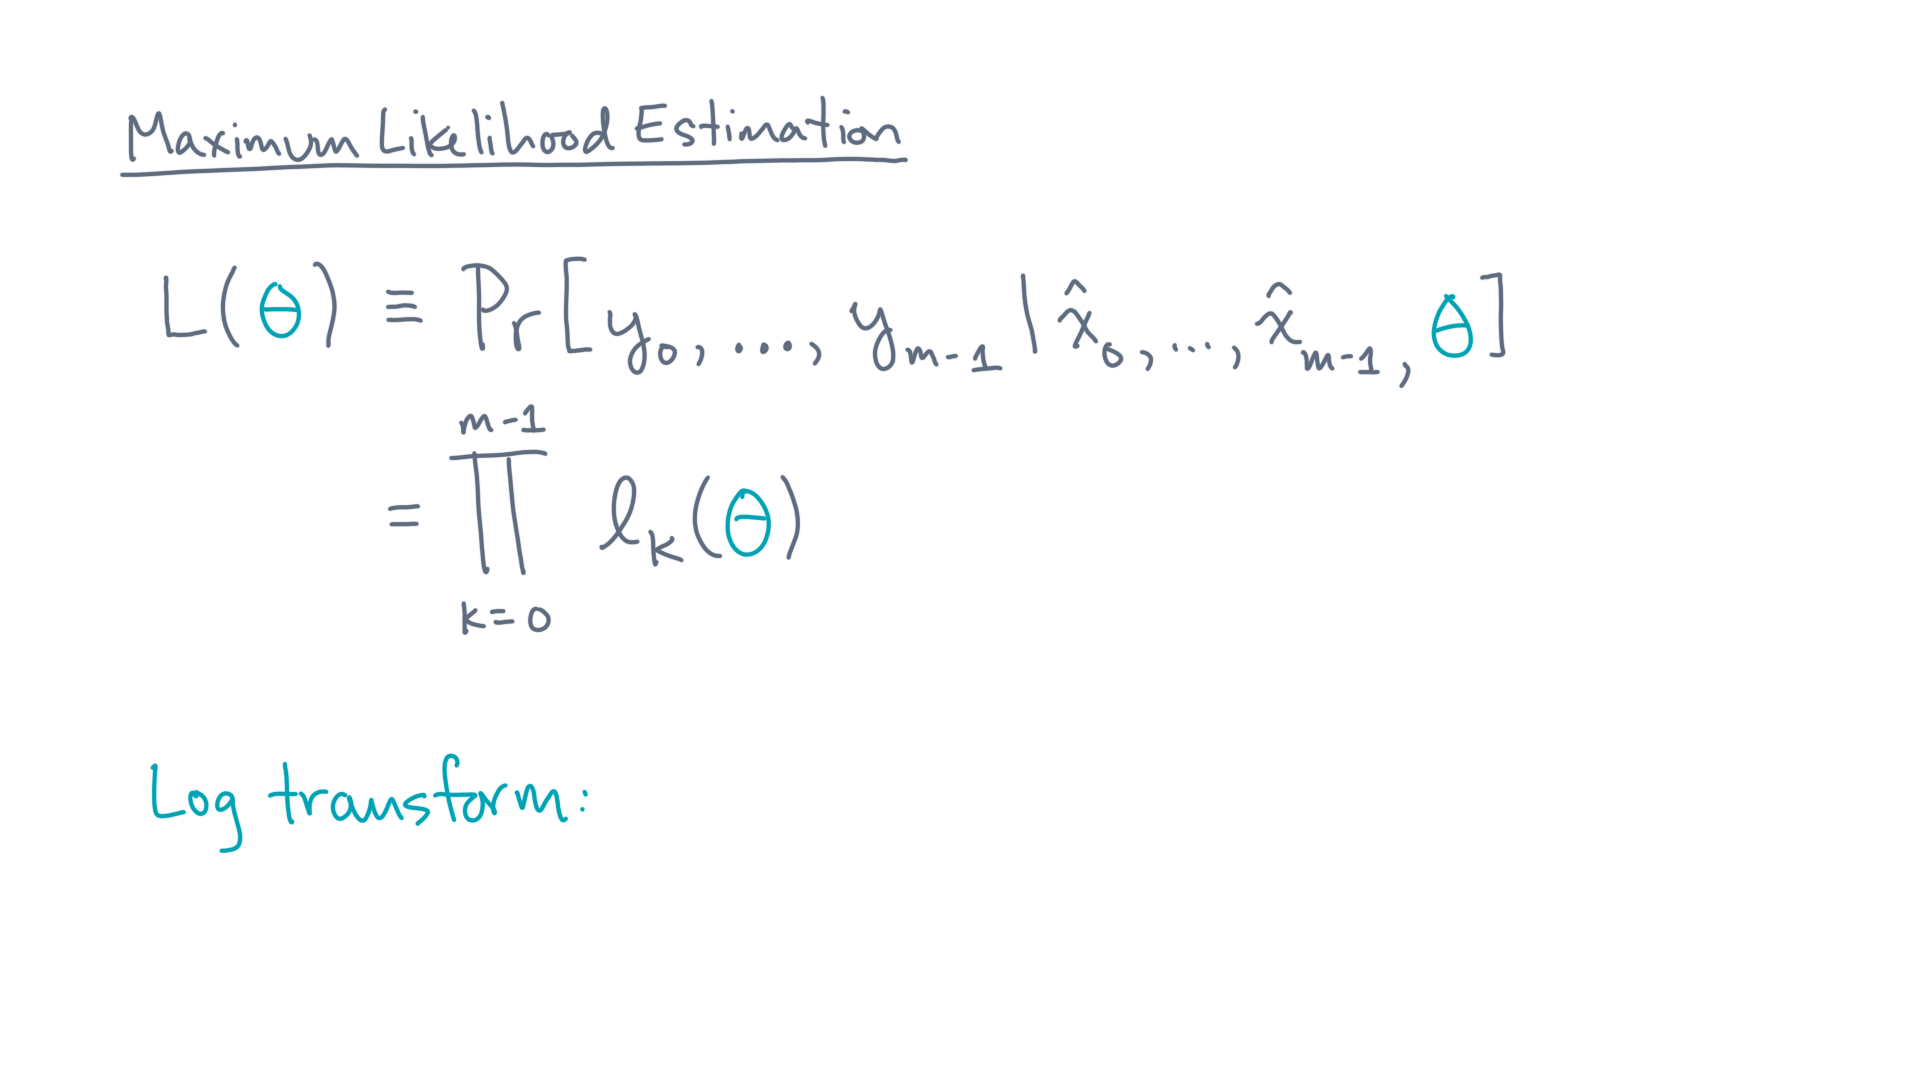 Maximum Likelihood Estimation
L(θ) ≡ Pr[y₀, ..., yₘ₋₁ | x̂₀, ..., x̂ₘ₋₁, θ]
m-1
= ∏ lₖ(θ)
k=0
Log transform: